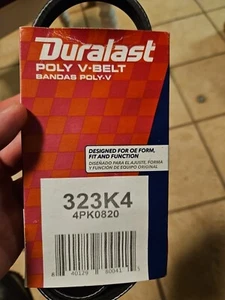 Duralast
POLY V-BELT
BANDAS POLY-V
DESIGNED FOR OE FORM,
FIT AND FUNCTION
DISEÑADO PARA EL AJUSTE, FORMA
Y FUNCIÓN DE EQUIPO ORIGINAL
323K4
4PK0820